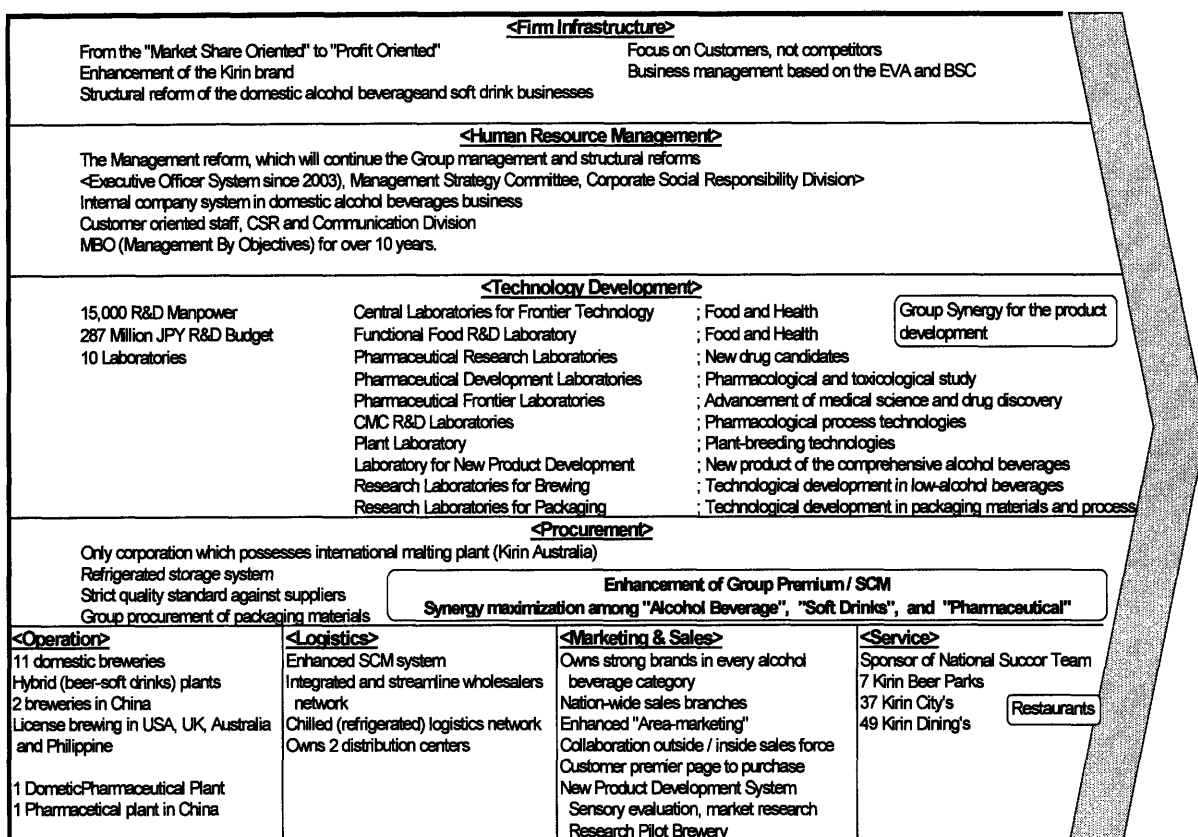 <Firm Infrastructure>
From the "Market Share Oriented" to "Profit Oriented"
Focus on Customers, not competitors
Enhancement of the Kirin brand
Business management based on the EVA and BSC
Structural reform of the domestic alcohol beverageand soft drink businesses
<Human Resource Management>
The Management reform, which will continue the Group management and structural reforms
<Executive Officer System since 2003), Management Strategy Committee, Corporate Social Responsibility Division>
Internal company system in domestic alcohol beverages business
Customer oriented staff, CSR and Communication Division
MBO (Management By Objectives) for over 10 years.
<Technology Development>
15,000 R&D Manpower
287 Million JPY R&D Budget
10 Laboratories
Central Laboratories for Frontier Technology ; Food and Health
Functional Food R&D Laboratory ; Food and Health
Pharmaceutical Research Laboratories ; New drug candidates
Pharmaceutical Development Laboratories ; Pharmacological and toxicological study
Pharmaceutical Frontier Laboratories ; Advancement of medical science and drug discovery
CMC R&D Laboratories ; Pharmacological process technologies
Plant Laboratory ; Plant-breeding technologies
Laboratory for New Product Development ; New product of the comprehensive alcohol beverages
Research Laboratories for Brewing ; Technological development in low-alcohol beverages
Research Laboratories for Packaging ; Technological development in packaging materials and process
Group Synergy for the product
development
<Procurement>
Only corporation which possesses international malting plant (Kirin Australia)
Refrigerated storage system
Strict quality standard against suppliers
Group procurement of packaging materials
Enhancement of Group Premium / SCM
Synergy maximization among "Alcohol Beverage", "Soft Drinks", and "Pharmaceutical"
<Operation>
11 domestic breweries
Hybrid (beer-soft drinks) plants
2 breweries in China
License brewing in USA, UK, Australia
and Philippine
1 DometicPharmaceutical Plant
1 Pharmacetical plant in China
<Logistics>
Enhanced SCM system
Integrated and streamline wholesalers
network
Chilled (refrigerated) logistics network
Owns 2 distribution centers
<Marketing & Sales>
Owns strong brands in every alcohol
beverage category
Nation-wide sales branches
Enhanced "Area-marketing"
Collaboration outside / inside sales force
Customer premier page to purchase
New Product Development System
Sensory evaluation, market research
Research Pilot Brewery
<Service>
Sponsor of National Succor Team
7 Kirin Beer Parks
37 Kirin City's
49 Kirin Dining's
Restaurants